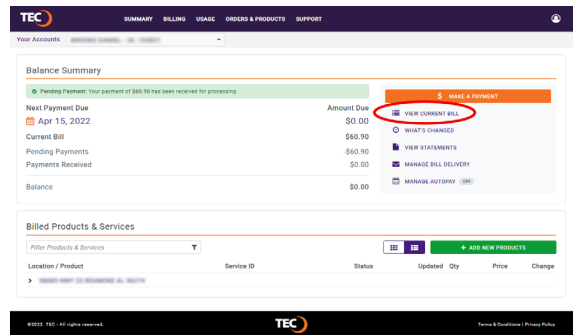 TEC
SUMMARY BILLING USAGE ORDERS & PRODUCTS SUPPORT
Your Accounts
Balance Summary
Pending Payment: Your payment of $60.90 has been received for processing
$ MAKE A PAYMENT
Next Payment Due Amount Due
Apr 15, 2022 $0.00
VIEW CURRENT BILL
WHAT'S CHANGED
Current Bill $60.90
VIEW STATEMENTS
Pending Payments -$60.90
Payments Received $0.00
MANAGE BILL DELIVERY
MANAGE AUTOPAY OFF
Balance $0.00
Billed Products & Services
Filter Products & Services
+ ADD NEW PRODUCTS
Location / Product Service ID Status Updated Qty Price Change
©2022 TEC - All rights reserved.
TEC
Terms & Conditions | Privacy Policy